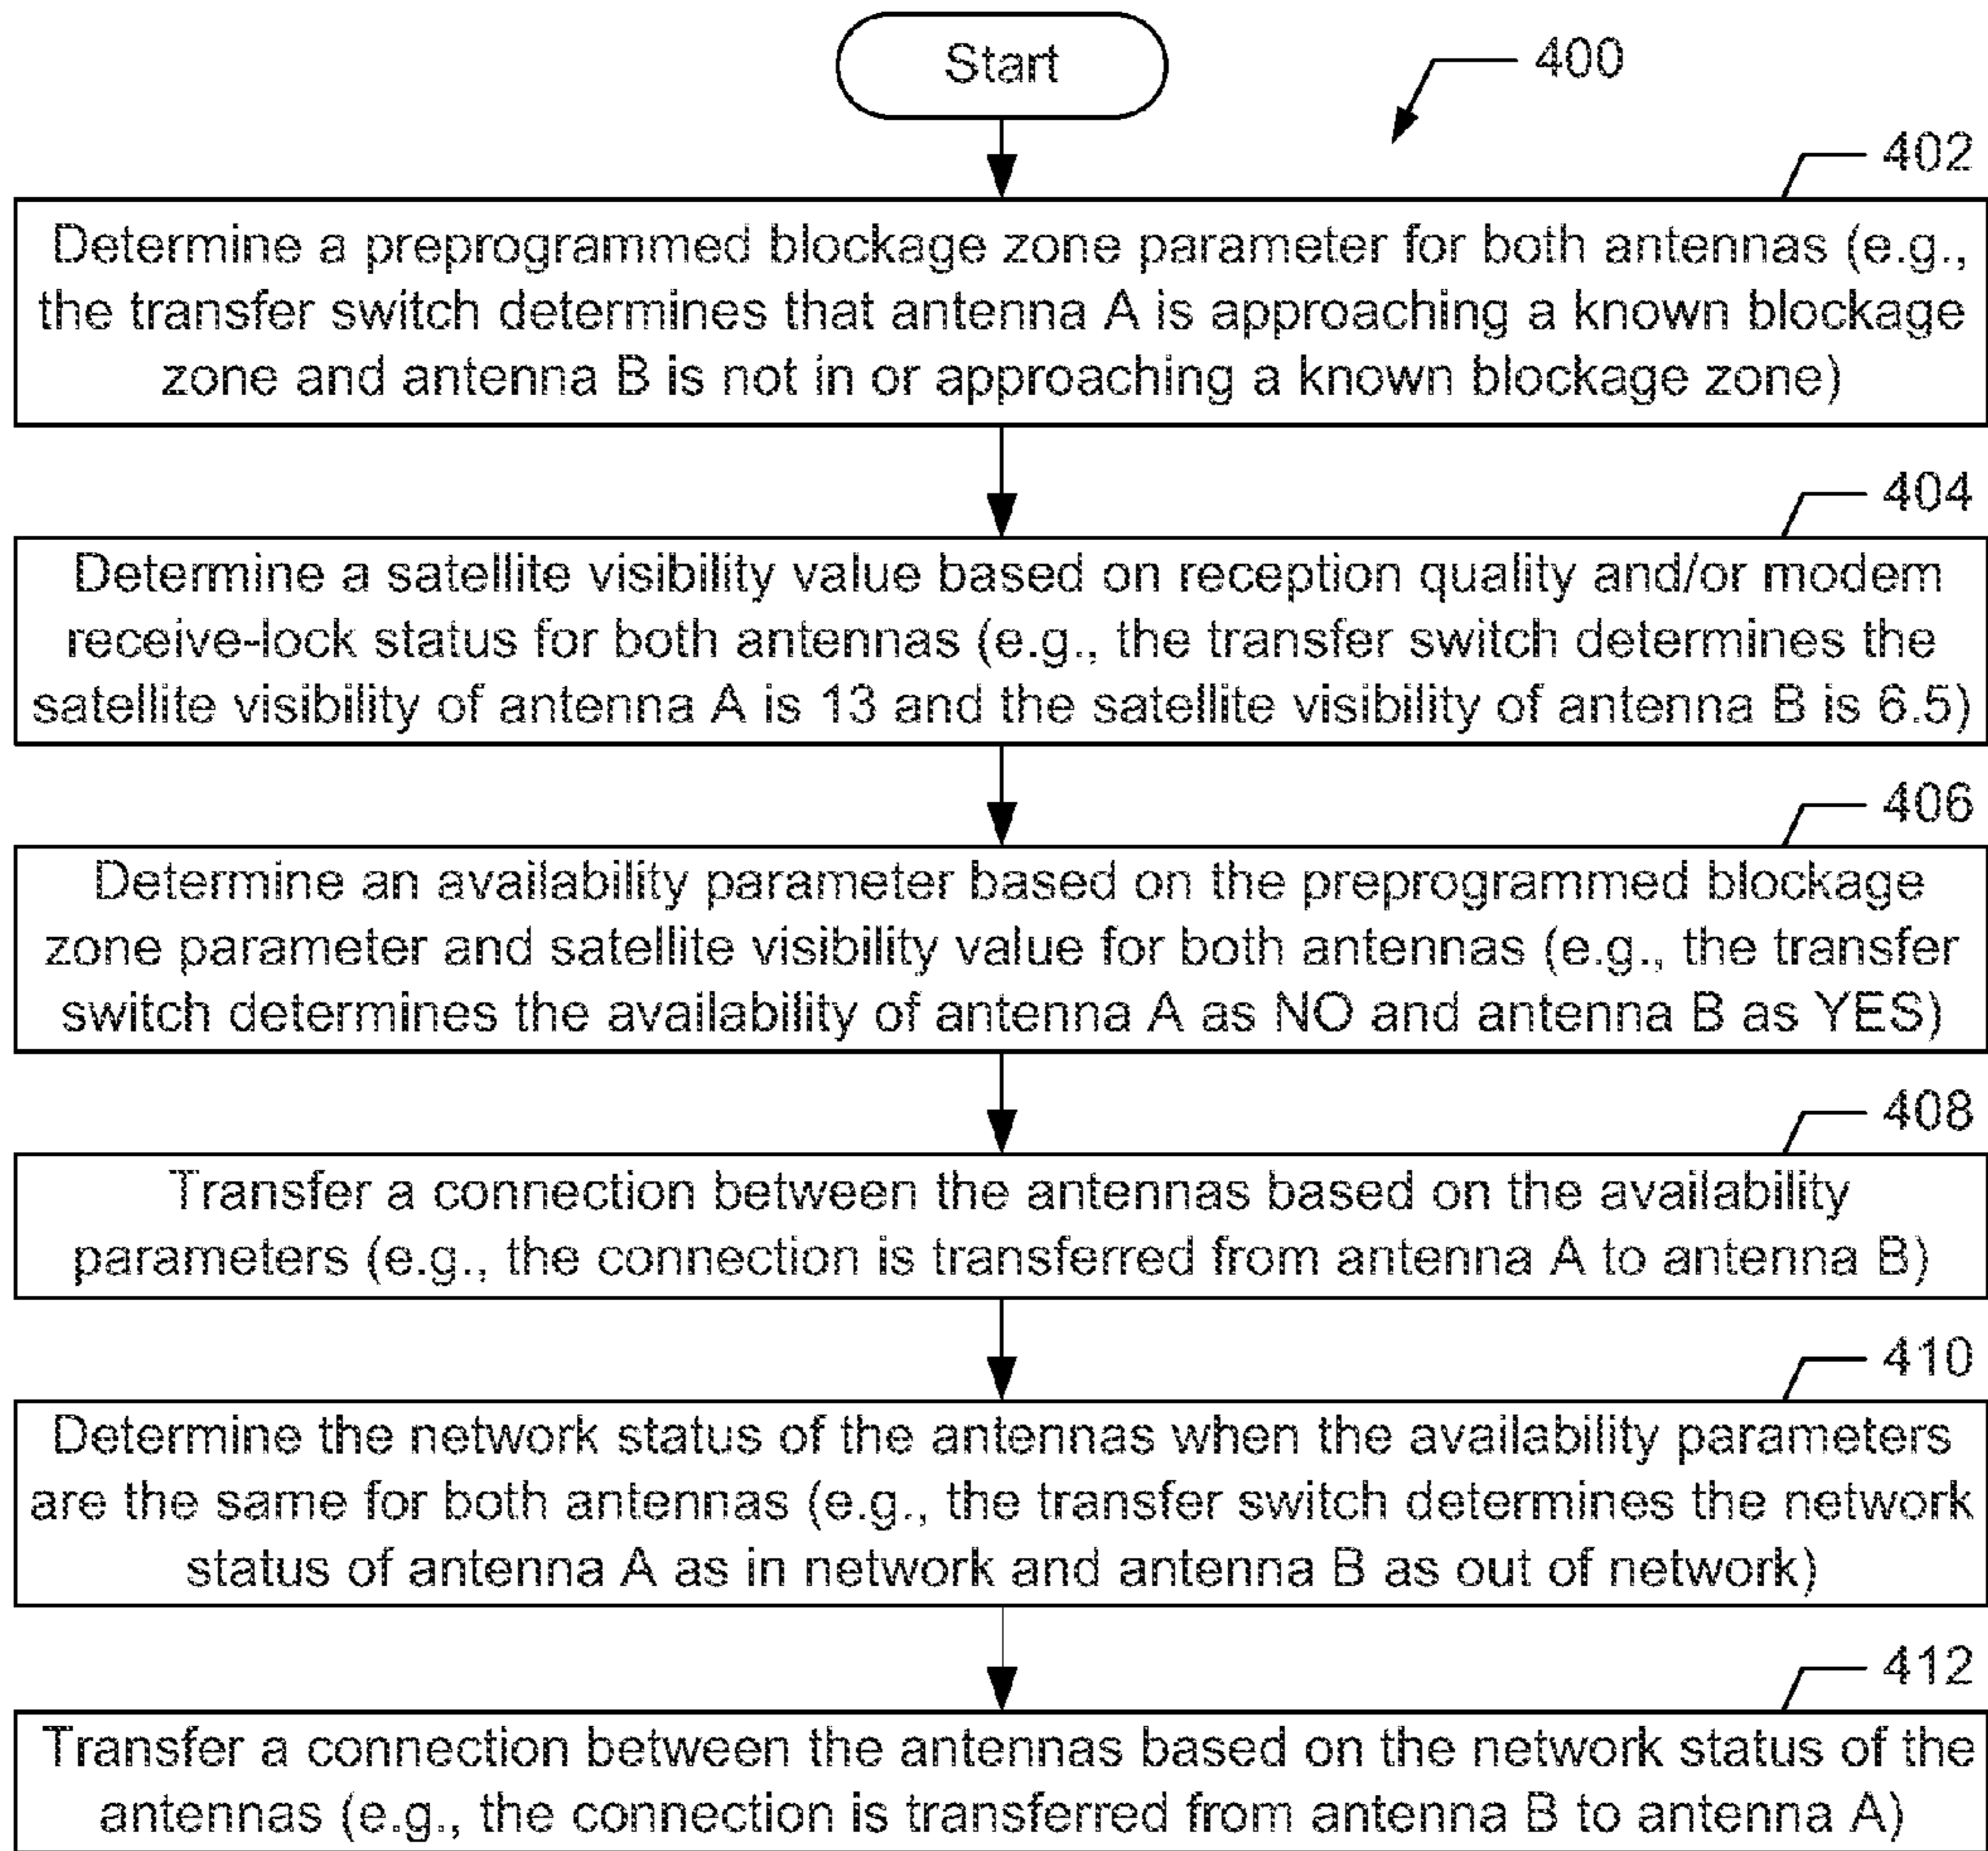 Start
400
402
Determine a preprogrammed blockage zone parameter for both antennas (e.g.,
the transfer switch determines that antenna A is approaching a known blockage
zone and antenna B is not in or approaching a known blockage zone)
404
Determine a satellite visibility value based on reception quality and/or modem
receive-lock status for both antennas (e.g., the transfer switch determines the
satellite visibility of antenna A is 13 and the satellite visibility of antenna B is 6.5)
406
Determine an availability parameter based on the preprogrammed blockage
zone parameter and satellite visibility value for both antennas (e.g., the transfer
switch determines the availability of antenna A as NO and antenna B as YES)
408
Transfer a connection between the antennas based on the availability
parameters (e.g., the connection is transferred from antenna A to antenna B)
410
Determine the network status of the antennas when the availability parameters
are the same for both antennas (e.g., the transfer switch determines the network
status of antenna A as in network and antenna B as out of network)
412
Transfer a connection between the antennas based on the network status of the
antennas (e.g., the connection is transferred from antenna B to antenna A)